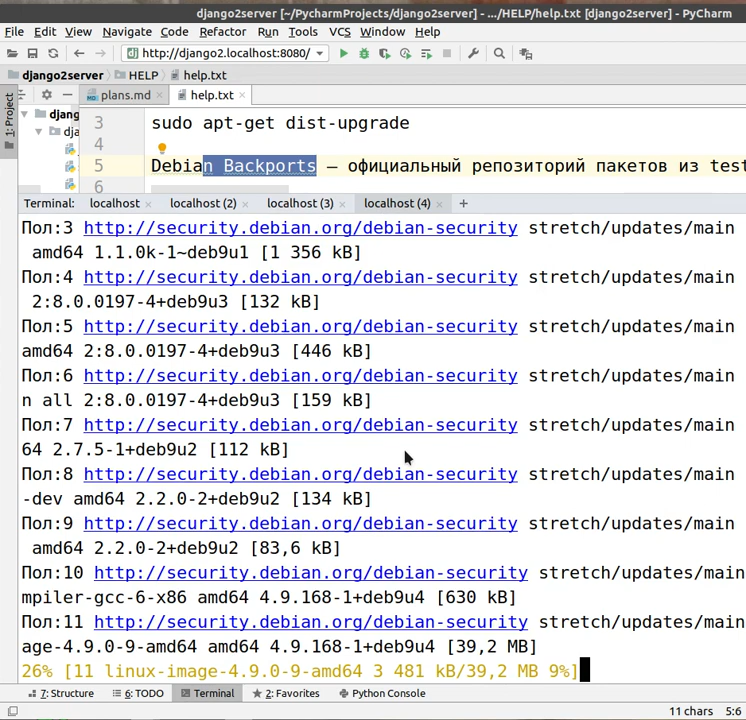 django2server [~/PycharmProjects/django2server] - .../HELP/help.txt [django2server] - PyCharm
File Edit View Navigate Code Refactor Run Tools VCS Window Help
http://django2.localhost:8080/
django2server HELP help.txt
1: Project
djang
dja
plans.md help.txt
3 sudo apt-get dist-upgrade
4
5 Debian Backports — официальный репозиторий пакетов из test
6
Terminal: localhost localhost (2) localhost (3) localhost (4) +
Пол:3 http://security.debian.org/debian-security stretch/updates/main
amd64 1.1.0k-1~deb9u1 [1 356 kB]
Пол:4 http://security.debian.org/debian-security stretch/updates/main
2:8.0.0197-4+deb9u3 [132 kB]
Пол:5 http://security.debian.org/debian-security stretch/updates/main
amd64 2:8.0.0197-4+deb9u3 [446 kB]
Пол:6 http://security.debian.org/debian-security stretch/updates/main
n all 2:8.0.0197-4+deb9u3 [159 kB]
Пол:7 http://security.debian.org/debian-security stretch/updates/main
64 2.7.5-1+deb9u2 [112 kB]
Пол:8 http://security.debian.org/debian-security stretch/updates/main
-dev amd64 2.2.0-2+deb9u2 [134 kB]
Пол:9 http://security.debian.org/debian-security stretch/updates/main
amd64 2.2.0-2+deb9u2 [83,6 kB]
Пол:10 http://security.debian.org/debian-security stretch/updates/main
mpiler-gcc-6-x86 amd64 4.9.168-1+deb9u4 [630 kB]
Пол:11 http://security.debian.org/debian-security stretch/updates/main
age-4.9.0-9-amd64 amd64 4.9.168-1+deb9u4 [39,2 MB]
26% [11 linux-image-4.9.0-9-amd64 3 481 kB/39,2 MB 9%]
7: Structure 6: TODO Terminal 2: Favorites Python Console
11 chars 5:6